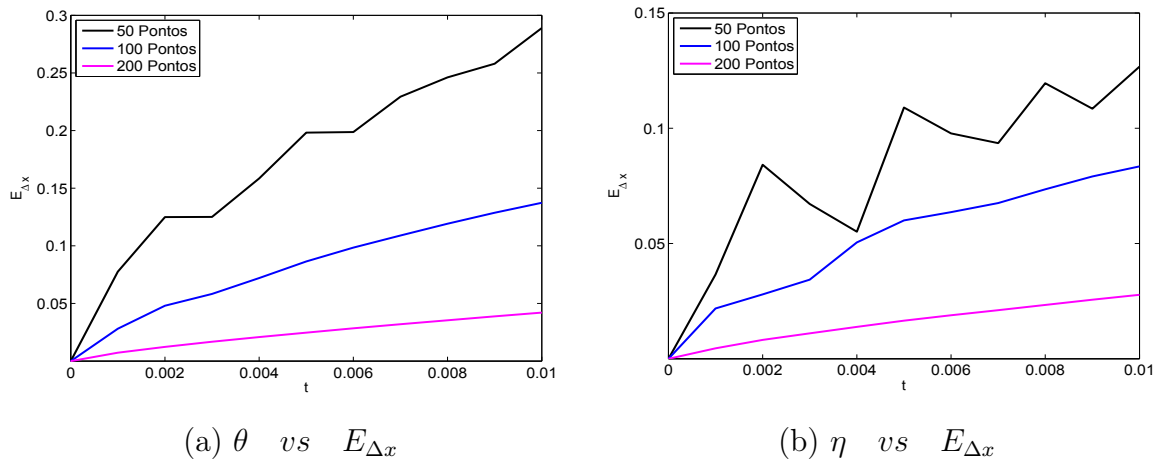 0.3
0.25
0.2
0.15
0.1
0.05
0
E_{Δx}
50 Pontos
100 Pontos
200 Pontos
0 0.002 0.004 0.006 0.008 0.01
t
(a) θ vs E_{Δx}
0.15
0.1
0.05
0
E_{Δx}
50 Pontos
100 Pontos
200 Pontos
0 0.002 0.004 0.006 0.008 0.01
t
(b) η vs E_{Δx}